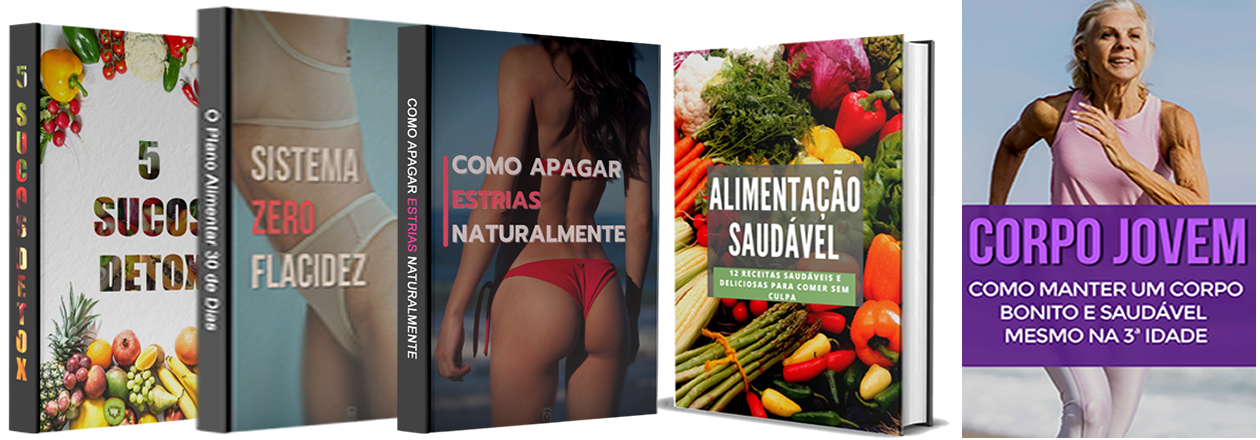 5 SUCOS DETOX
5
SUCOS
DETOX
O Plano Alimentar 30 de Dias
SISTEMA
ZERO
FLACIDEZ
COMO APAGAR ESTRIAS NATURALMENTE
COMO APAGAR
ESTRIAS
NATURALMENTE
ALIMENTAÇÃO
SAUDÁVEL
12 RECEITAS SAUDÁVEIS E
DELICIOSAS PARA COMER SEM
CULPA
CORPO JOVEM
COMO MANTER UM CORPO
BONITO E SAUDÁVEL
MESMO NA 3ª IDADE